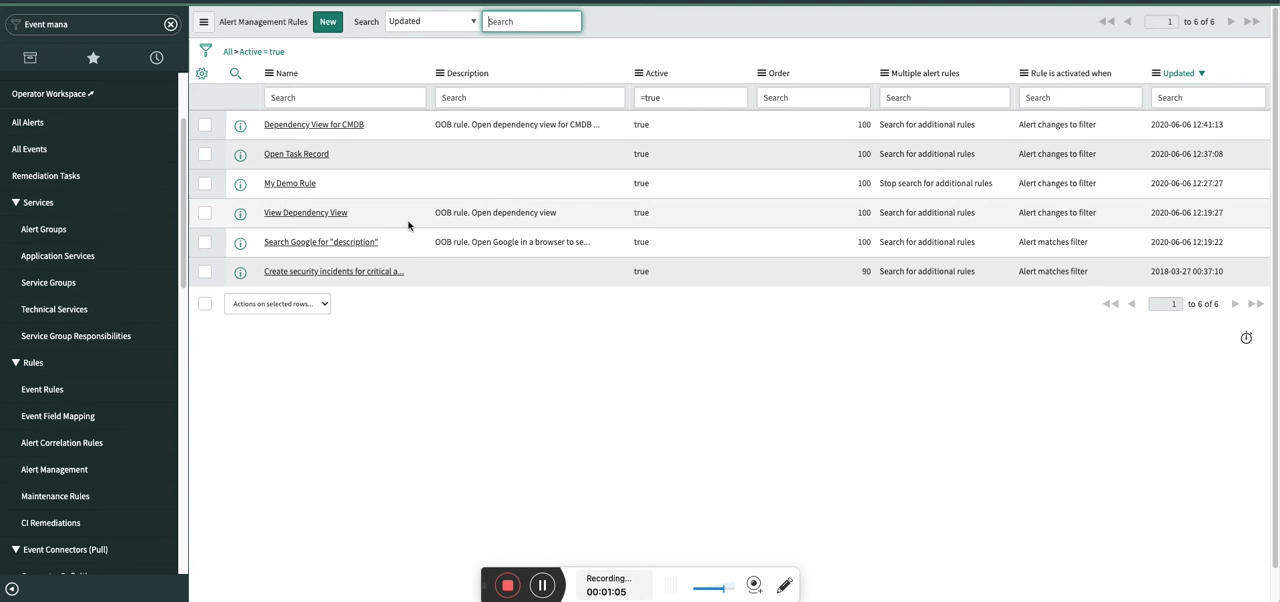 Event mana
Alert Management Rules New Search Updated Search
1 to 6 of 6
All > Active = true
Name Description Active Order Multiple alert rules Rule is activated when Updated
Search Search =true Search Search Search Search
Dependency View for CMDB OOB rule. Open dependency view for CMDB ... true 100 Search for additional rules Alert changes to filter 2020-06-06 12:41:13
Open Task Record true 100 Search for additional rules Alert changes to filter 2020-06-06 12:37:08
My Demo Rule true 100 Stop search for additional rules Alert changes to filter 2020-06-06 12:27:27
View Dependency View OOB rule. Open dependency view true 100 Search for additional rules Alert changes to filter 2020-06-06 12:19:27
Search Google for "description" OOB rule. Open Google in a browser to se... true 100 Search for additional rules Alert matches filter 2020-06-06 12:19:22
Create security incidents for critical a... true 90 Search for additional rules Alert matches filter 2018-03-27 00:37:10
Actions on selected rows... 1 to 6 of 6
Operator Workspace
All Alerts
All Events
Remediation Tasks
Services
Alert Groups
Application Services
Service Groups
Technical Services
Service Group Responsibilities
Rules
Event Rules
Event Field Mapping
Alert Correlation Rules
Alert Management
Maintenance Rules
CI Remediations
Event Connectors (Pull)
Recording...
00:01:05